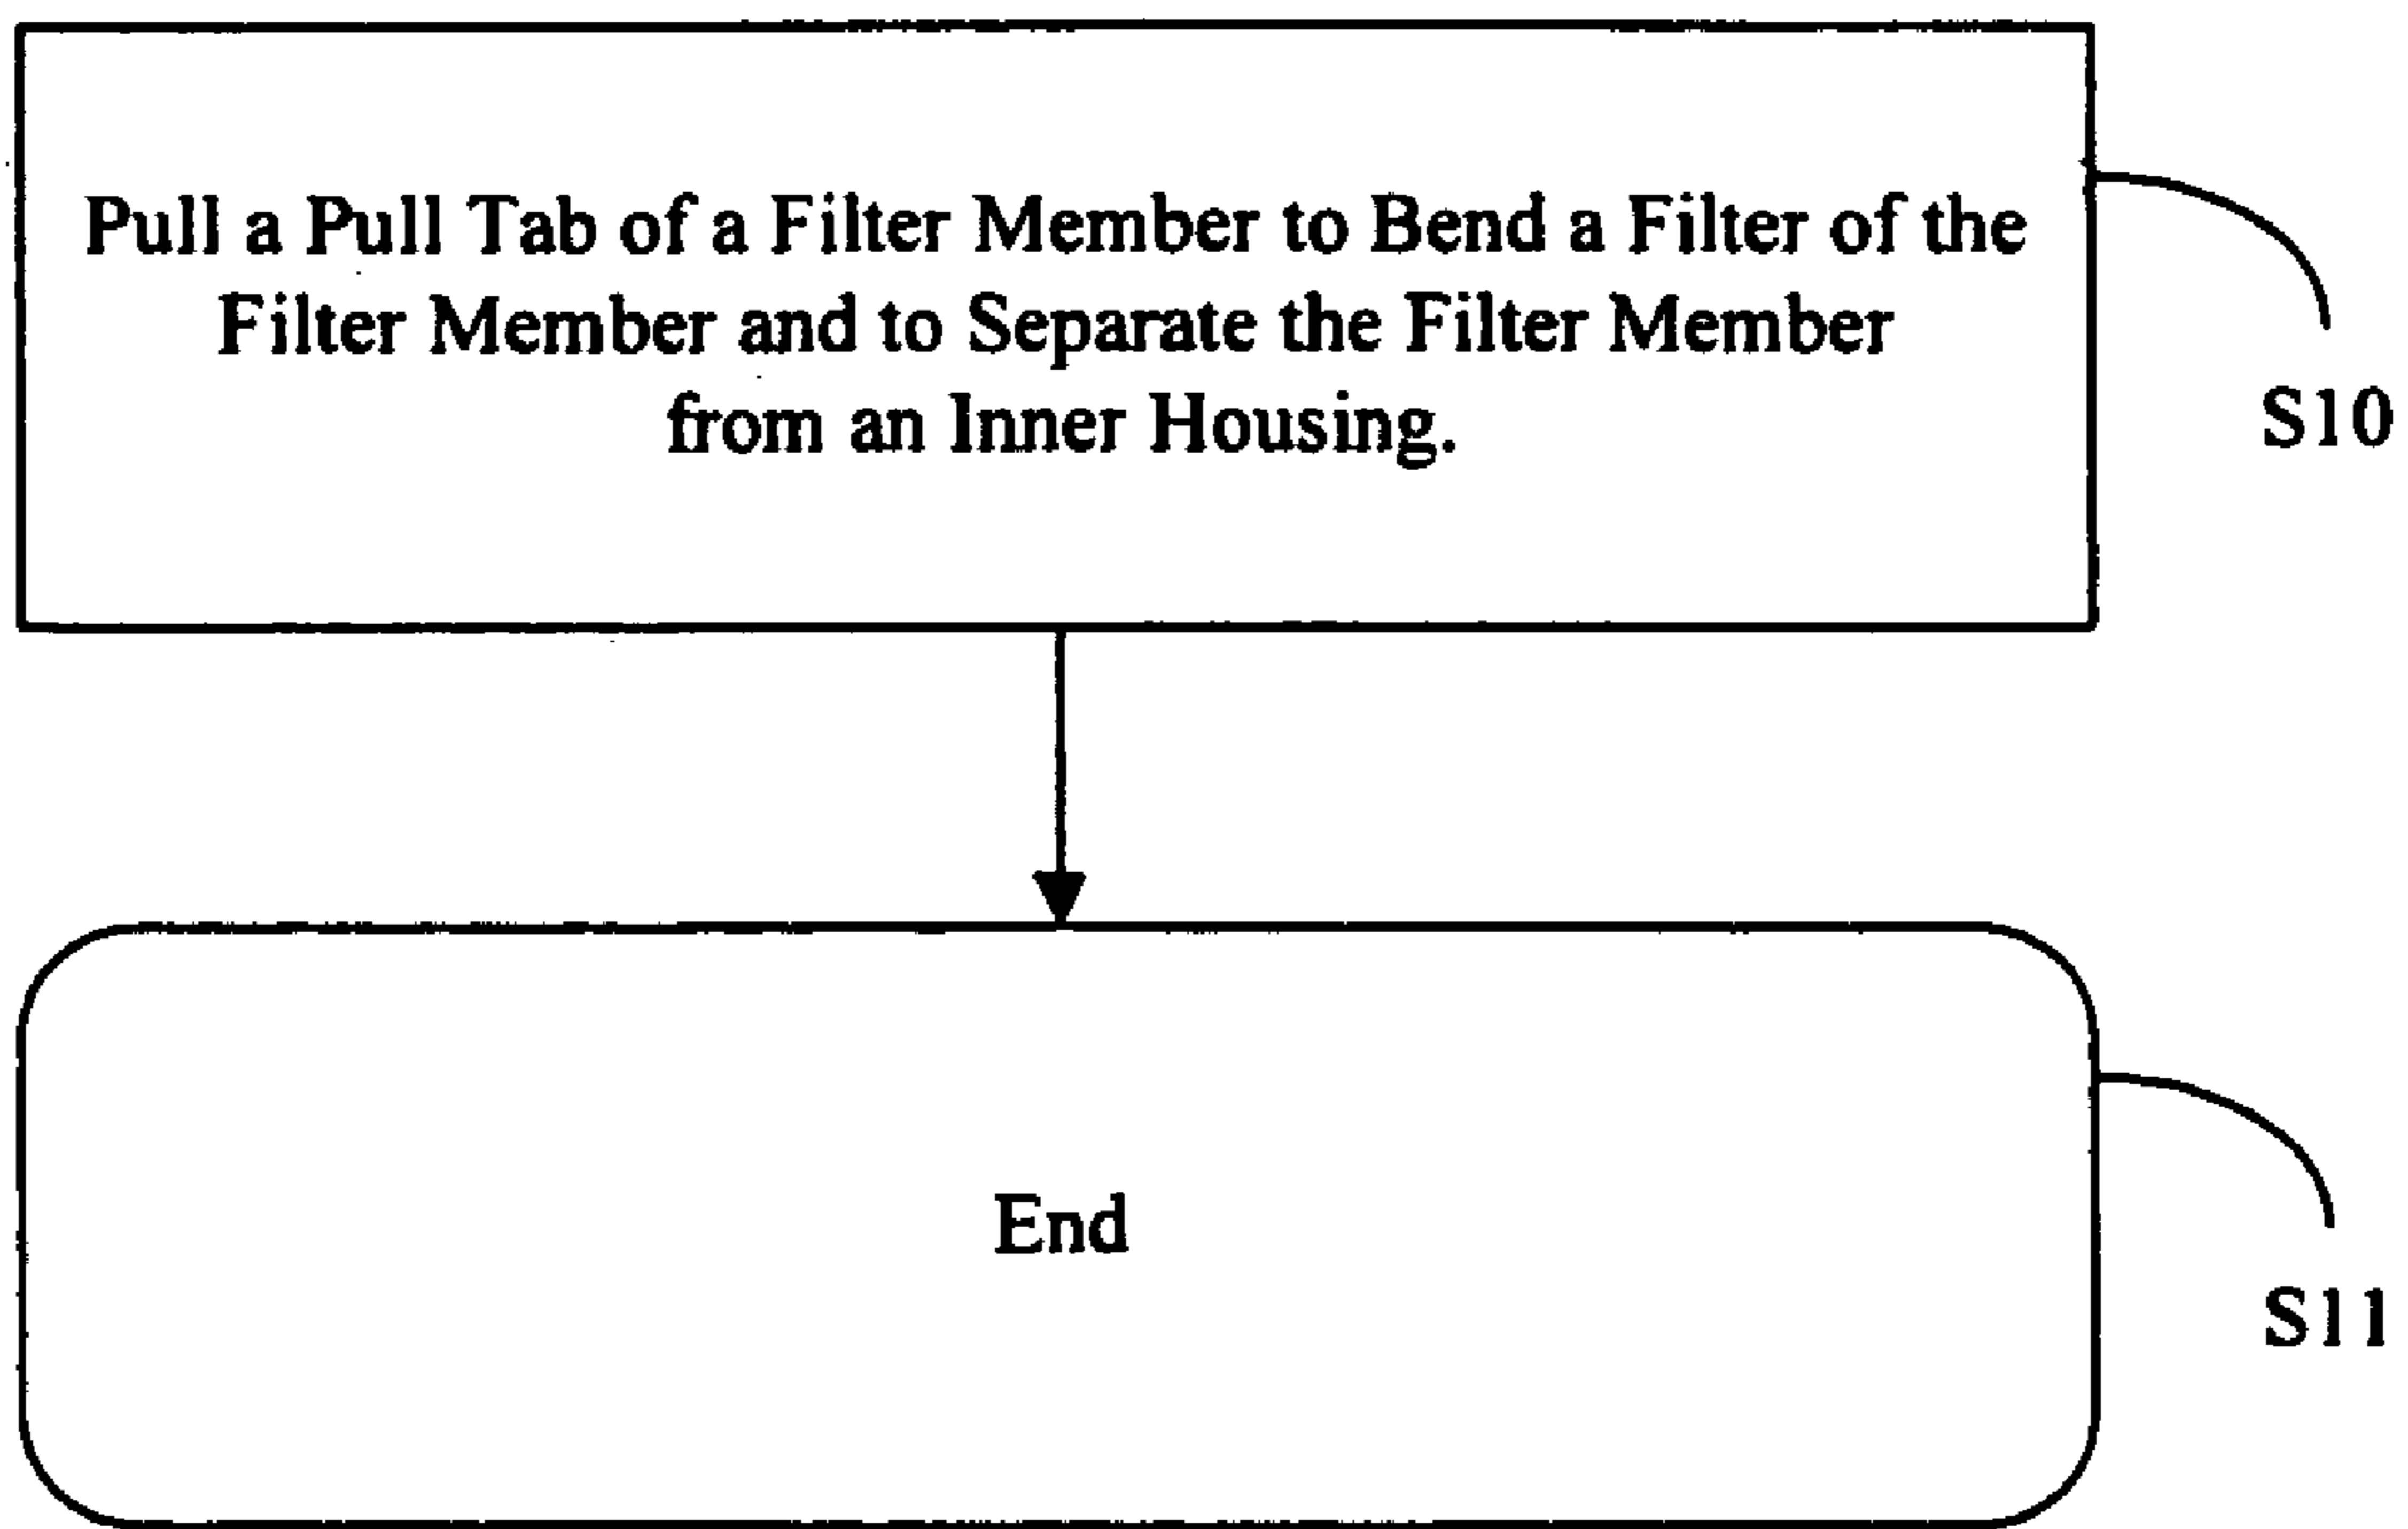 Pull a Pull Tab of a Filter Member to Bend a Filter of the
Filter Member and to Separate the Filter Member
from an Inner Housing.
S10
End
S11